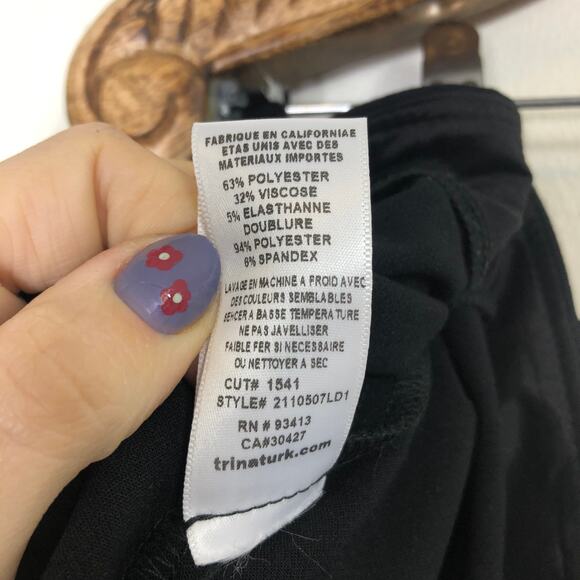 FABRIQUE EN CALIFORNIAE
ETAS UNIS AVEC DES
MATERIAUX IMPORTES
63% POLYESTER
32% VISCOSE
5% ELASTHANNE
DOUBLURE
94% POLYESTER
6% SPANDEX
LAVAGE EN MACHINE A FROID AVEC
DES COULEURS SEMBLABLES
SEHCER A BASSE TEMPERATURE
NE PAS JAVELLISER
FAIBLE FER SI NECESSAIRE
OU NETTOYER A SEC
CUT# 1541
STYLE# 2110507LD1
RN # 93413
CA#30427
trinaturk.com